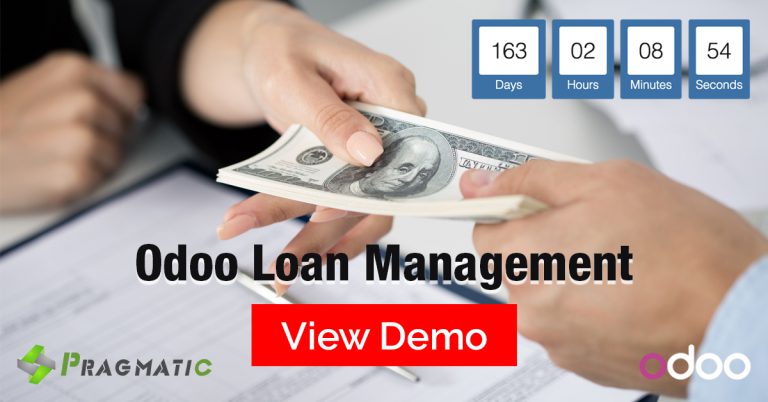 163 02 08 54
Days Hours Minutes Seconds
Odoo Loan Management
View Demo
PRAGMATIC
odoo